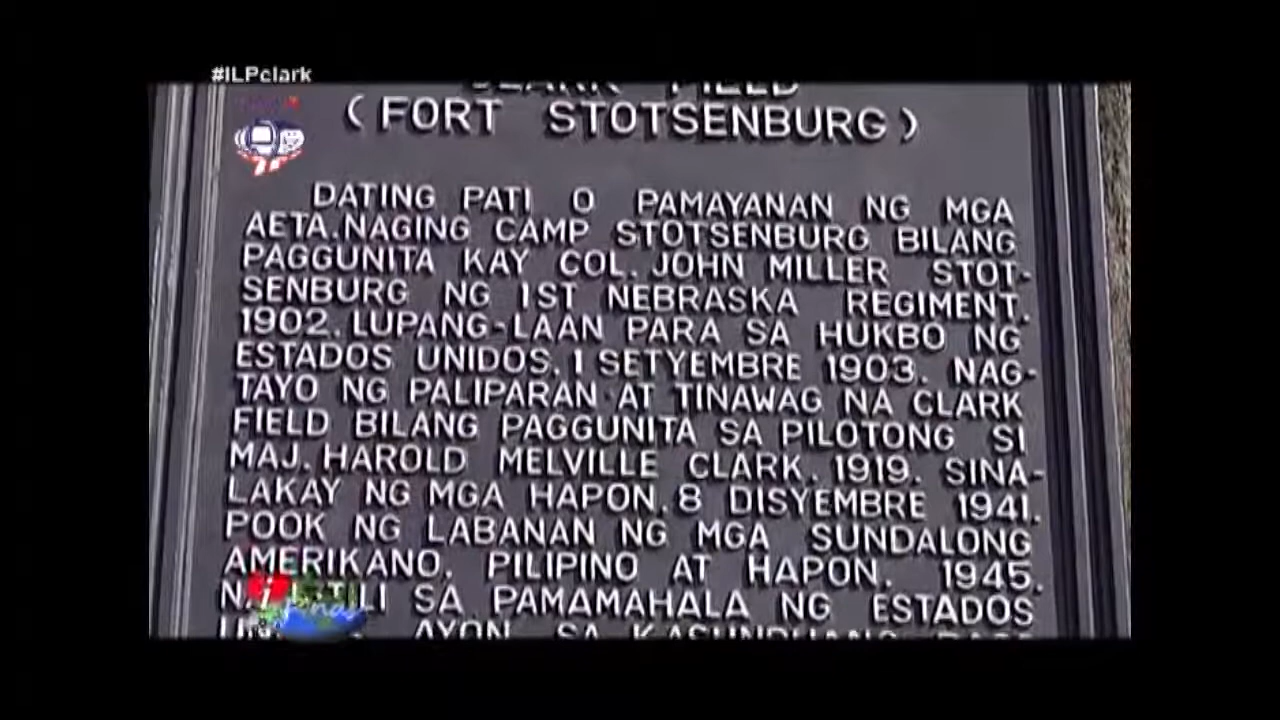 #ILPclark
CLARK FIELD
(FORT STOTSENBURG)
DATING PATI O PAMAYANAN NG MGA
AETA. NAGING CAMP STOTSENBURG BILANG
PAGGUNITA KAY COL. JOHN MILLER STOT-
SENBURG NG 1ST NEBRASKA REGIMENT,
1902. LUPANG-LAAN PARA SA HUKBO NG
ESTADOS UNIDOS, 1 SETYEMBRE 1903. NAG-
TAYO NG PALIPARAN AT TINAWAG NA CLARK
FIELD BILANG PAGGUNITA SA PILOTONG SI
MAJ. HAROLD MELVILLE CLARK, 1919. SINA-
LAKAY NG MGA HAPON, 8 DISYEMBRE 1941.
POOK NG LABANAN NG MGA SUNDALONG
AMERIKANO, PILIPINO AT HAPON, 1945.
SA PAMAMAHALA NG ESTADOS
AYON SA KASUNDUANG